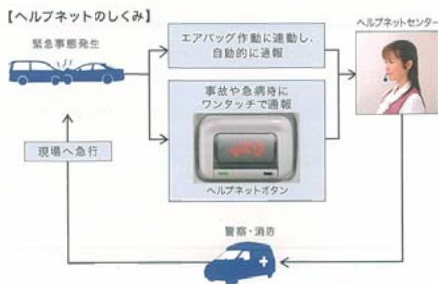 【ヘルプネットのしくみ】
緊急事態発生
エアバッグ作動に連動し、
自動的に通報
ヘルプネットセンター
事故や急病時に
ワンタッチで通報
ヘルプネットボタン
現場へ急行
警察・消防